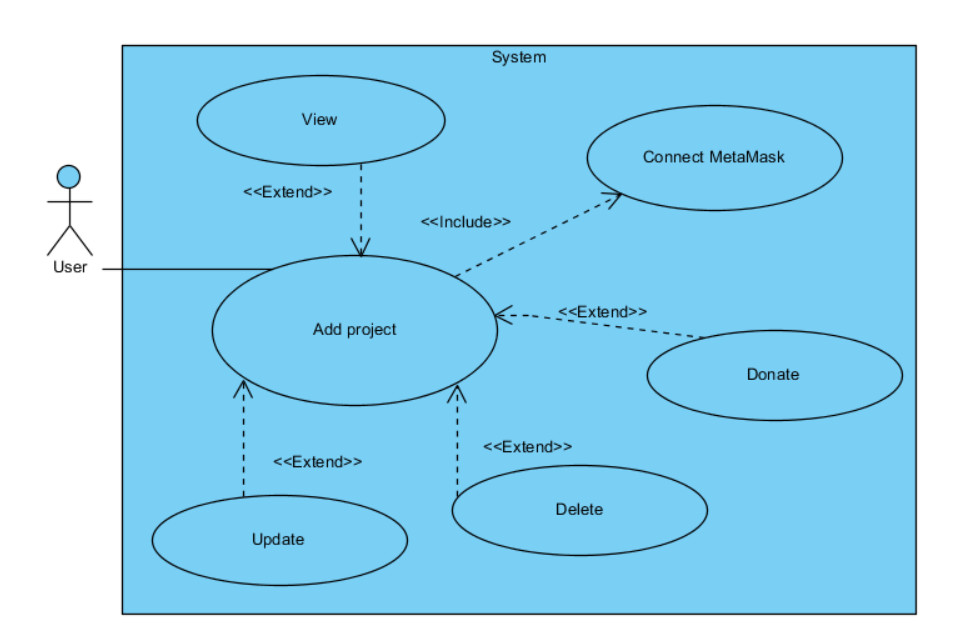 System
View
Connect MetaMask
<<Extend>>
<<Include>>
User
Add project
<<Extend>>
Donate
<<Extend>>
<<Extend>>
Delete
Update